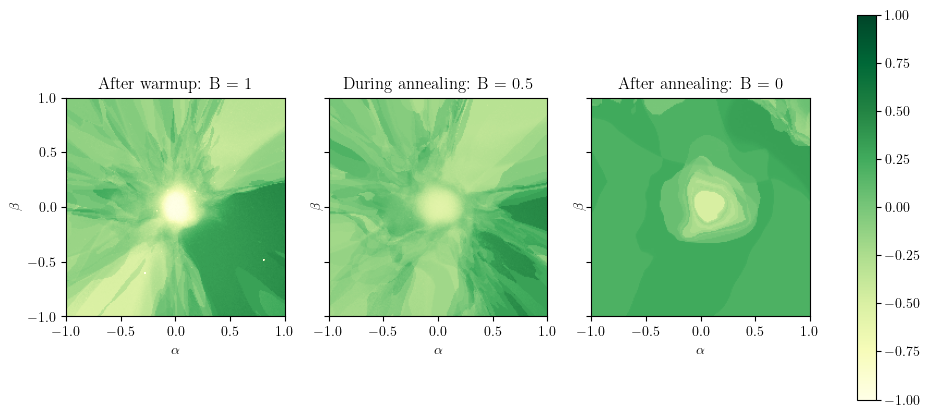 After warmup: B = 1
During annealing: B = 0.5
After annealing: B = 0
1.0
0.5
0.0
−0.5
−1.0
β
β
β
−1.0 −0.5 0.0 0.5 1.0
−1.0 −0.5 0.0 0.5 1.0
−1.0 −0.5 0.0 0.5 1.0
α
α
α
1.00
0.75
0.50
0.25
0.00
−0.25
−0.50
−0.75
−1.00